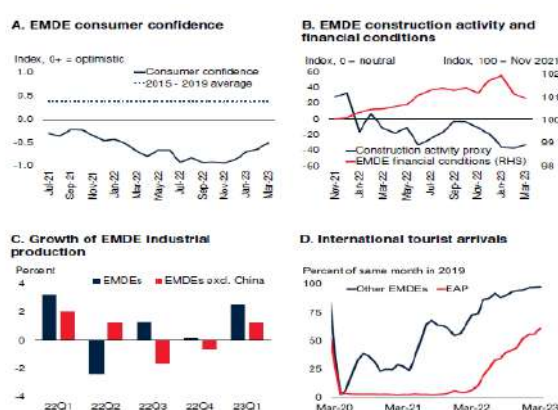 A. EMDE consumer confidence
Index, 0+ = optimistic
1.0
0.5
0.0
-0.5
-1.0
Consumer confidence
2015 - 2019 average
Jul-21
Sep-21
Nov-21
Jan-22
Mar-22
May-22
Jul-22
Sep-22
Nov-22
Jan-23
Mar-23
B. EMDE construction activity and
financial conditions
Index, 0 = neutral
Index, 100 = Nov 2021
60
40
20
0
-20
-40
-60
102
101
100
99
98
Construction activity proxy
EMDE financial conditions (RHS)
Nov-21
Jan-22
Mar-22
May-22
Jul-22
Sep-22
Nov-22
Jan-23
Mar-23
C. Growth of EMDE industrial
production
Percent
4
2
0
-2
-4
EMDEs
EMDEs excl. China
22Q1
22Q2
22Q3
22Q4
23Q1
D. International tourist arrivals
Percent of same month in 2019
100
75
50
25
0
Other EMDEs
EAP
Mar-20
Mar-21
Mar-22
Mar-23